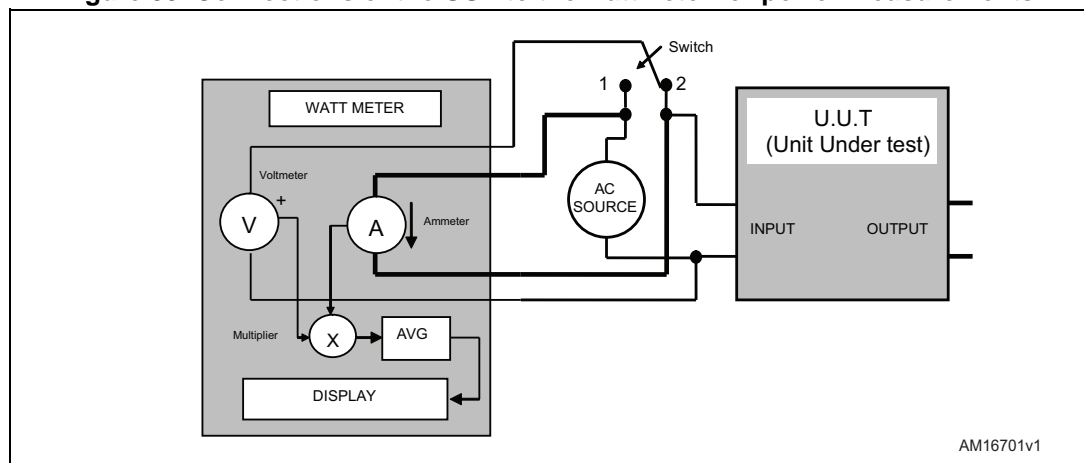 Switch
1
2
WATT METER
U.U.T
(Unit Under test)
Voltmeter
+
V
A
Ammeter
AC
SOURCE
INPUT
OUTPUT
Multiplier
X
AVG
DISPLAY
AM16701v1